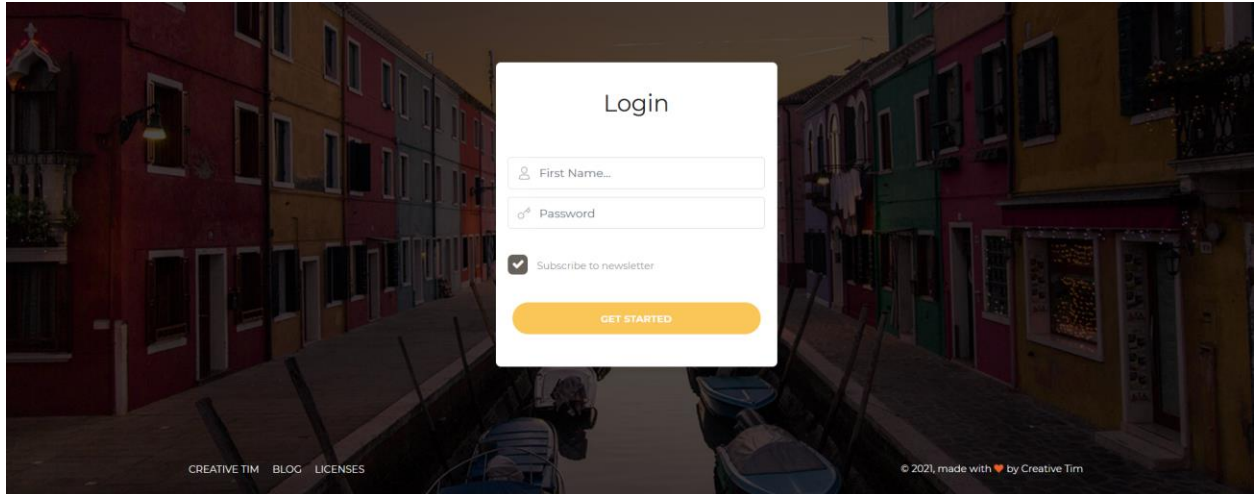 Login
First Name...
Password
Subscribe to newsletter
GET STARTED
CREATIVE TIM BLOG LICENSES
© 2021, made with ❤ by Creative Tim